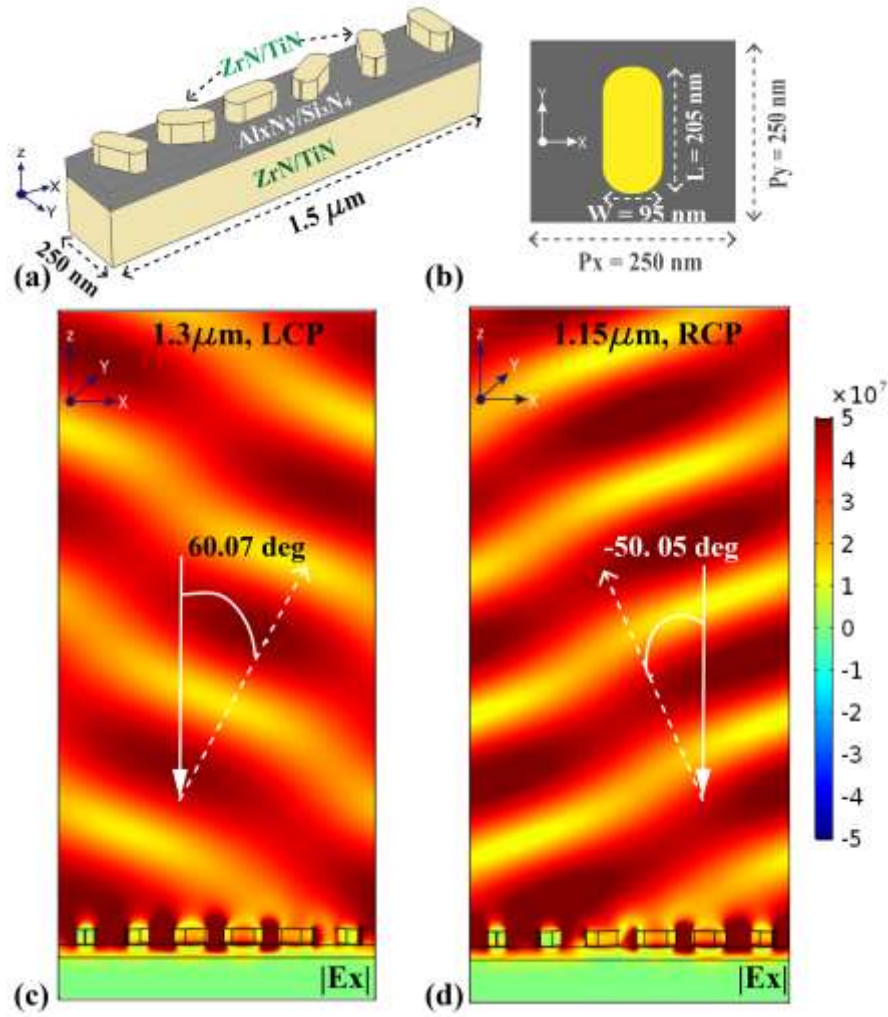 ZrN/TiN
AlxNy/Si₃N₄
ZrN/TiN
z
X
Y
1.5 μm
250 nm
(a)
Y
X
L = 205 nm
W = 95 nm
Py = 250 nm
Px = 250 nm
(b)
1.3μm, LCP
z
Y
X
60.07 deg
|Ex|
(c)
1.15μm, RCP
z
Y
X
-50. 05 deg
|Ex|
(d)
×10⁷
5
4
3
2
1
0
-1
-2
-3
-4
-5